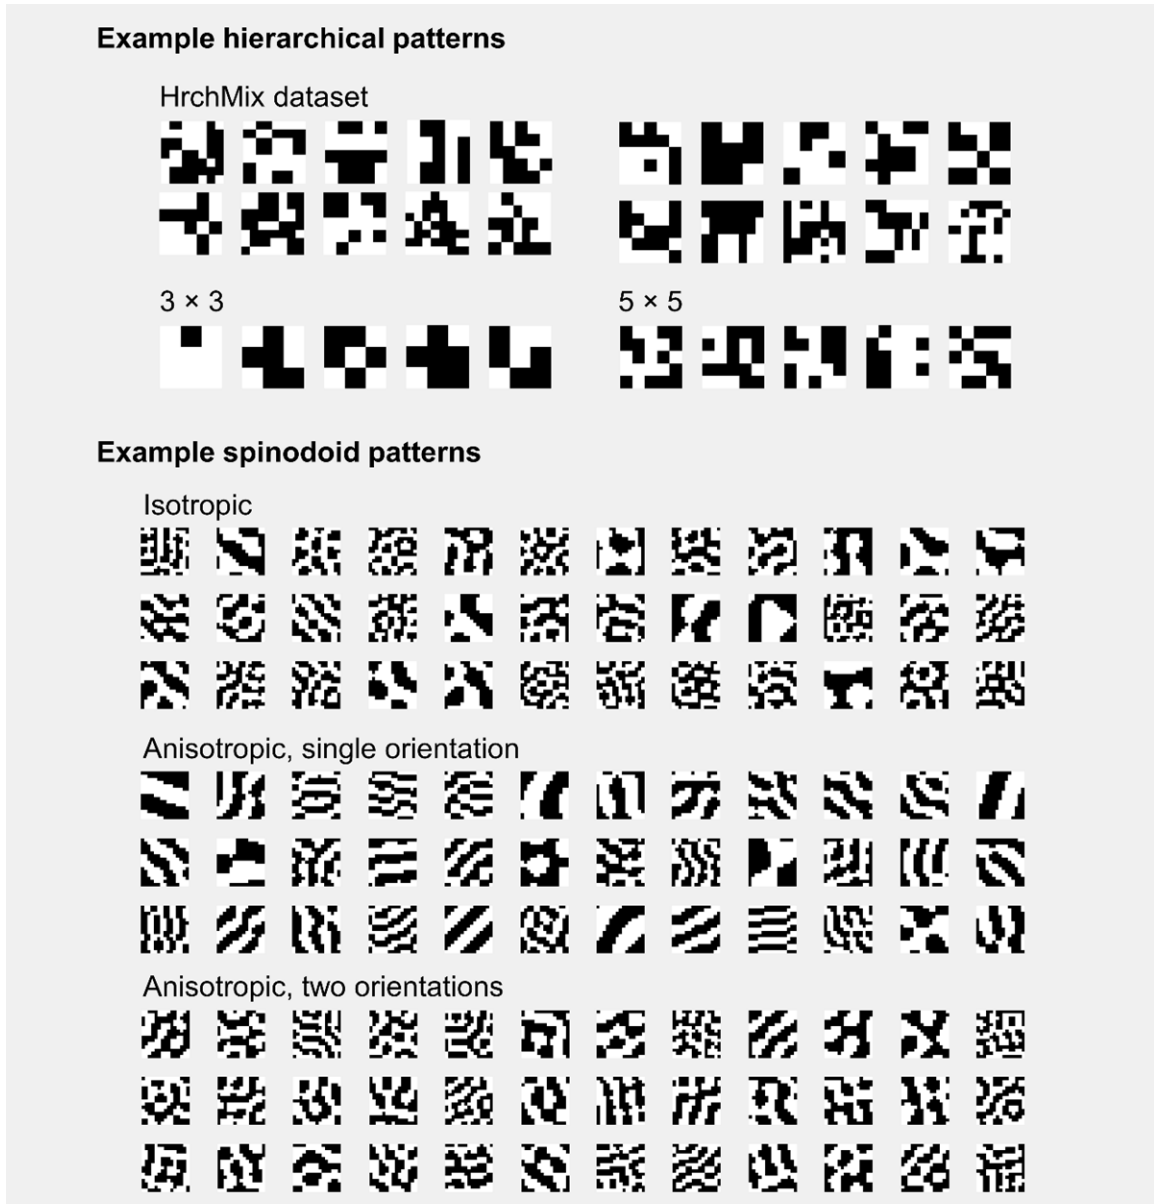 Example hierarchical patterns
HrchMix dataset
3 × 3
5 × 5
Example spinodoid patterns
Isotropic
Anisotropic, single orientation
Anisotropic, two orientations